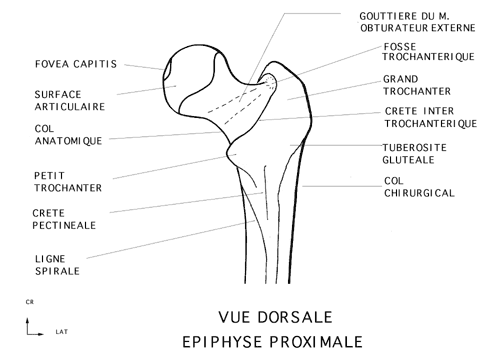 GOUTTIERE DU M.
OBTURATEUR EXTERNE
FOSSE
TROCHANTERIQUE
GRAND
TROCHANTER
CRETE INTER
TROCHANTERIQUE
TUBEROSITE
GLUTEALE
COL
CHIRURGICAL
FOVEA CAPITIS
SURFACE
ARTICULAIRE
COL
ANATOMIQUE
PETIT
TROCHANTER
CRETE
PECTINEALE
LIGNE
SPIRALE
CR
LAT
VUE DORSALE
EPIPHYSE PROXIMALE